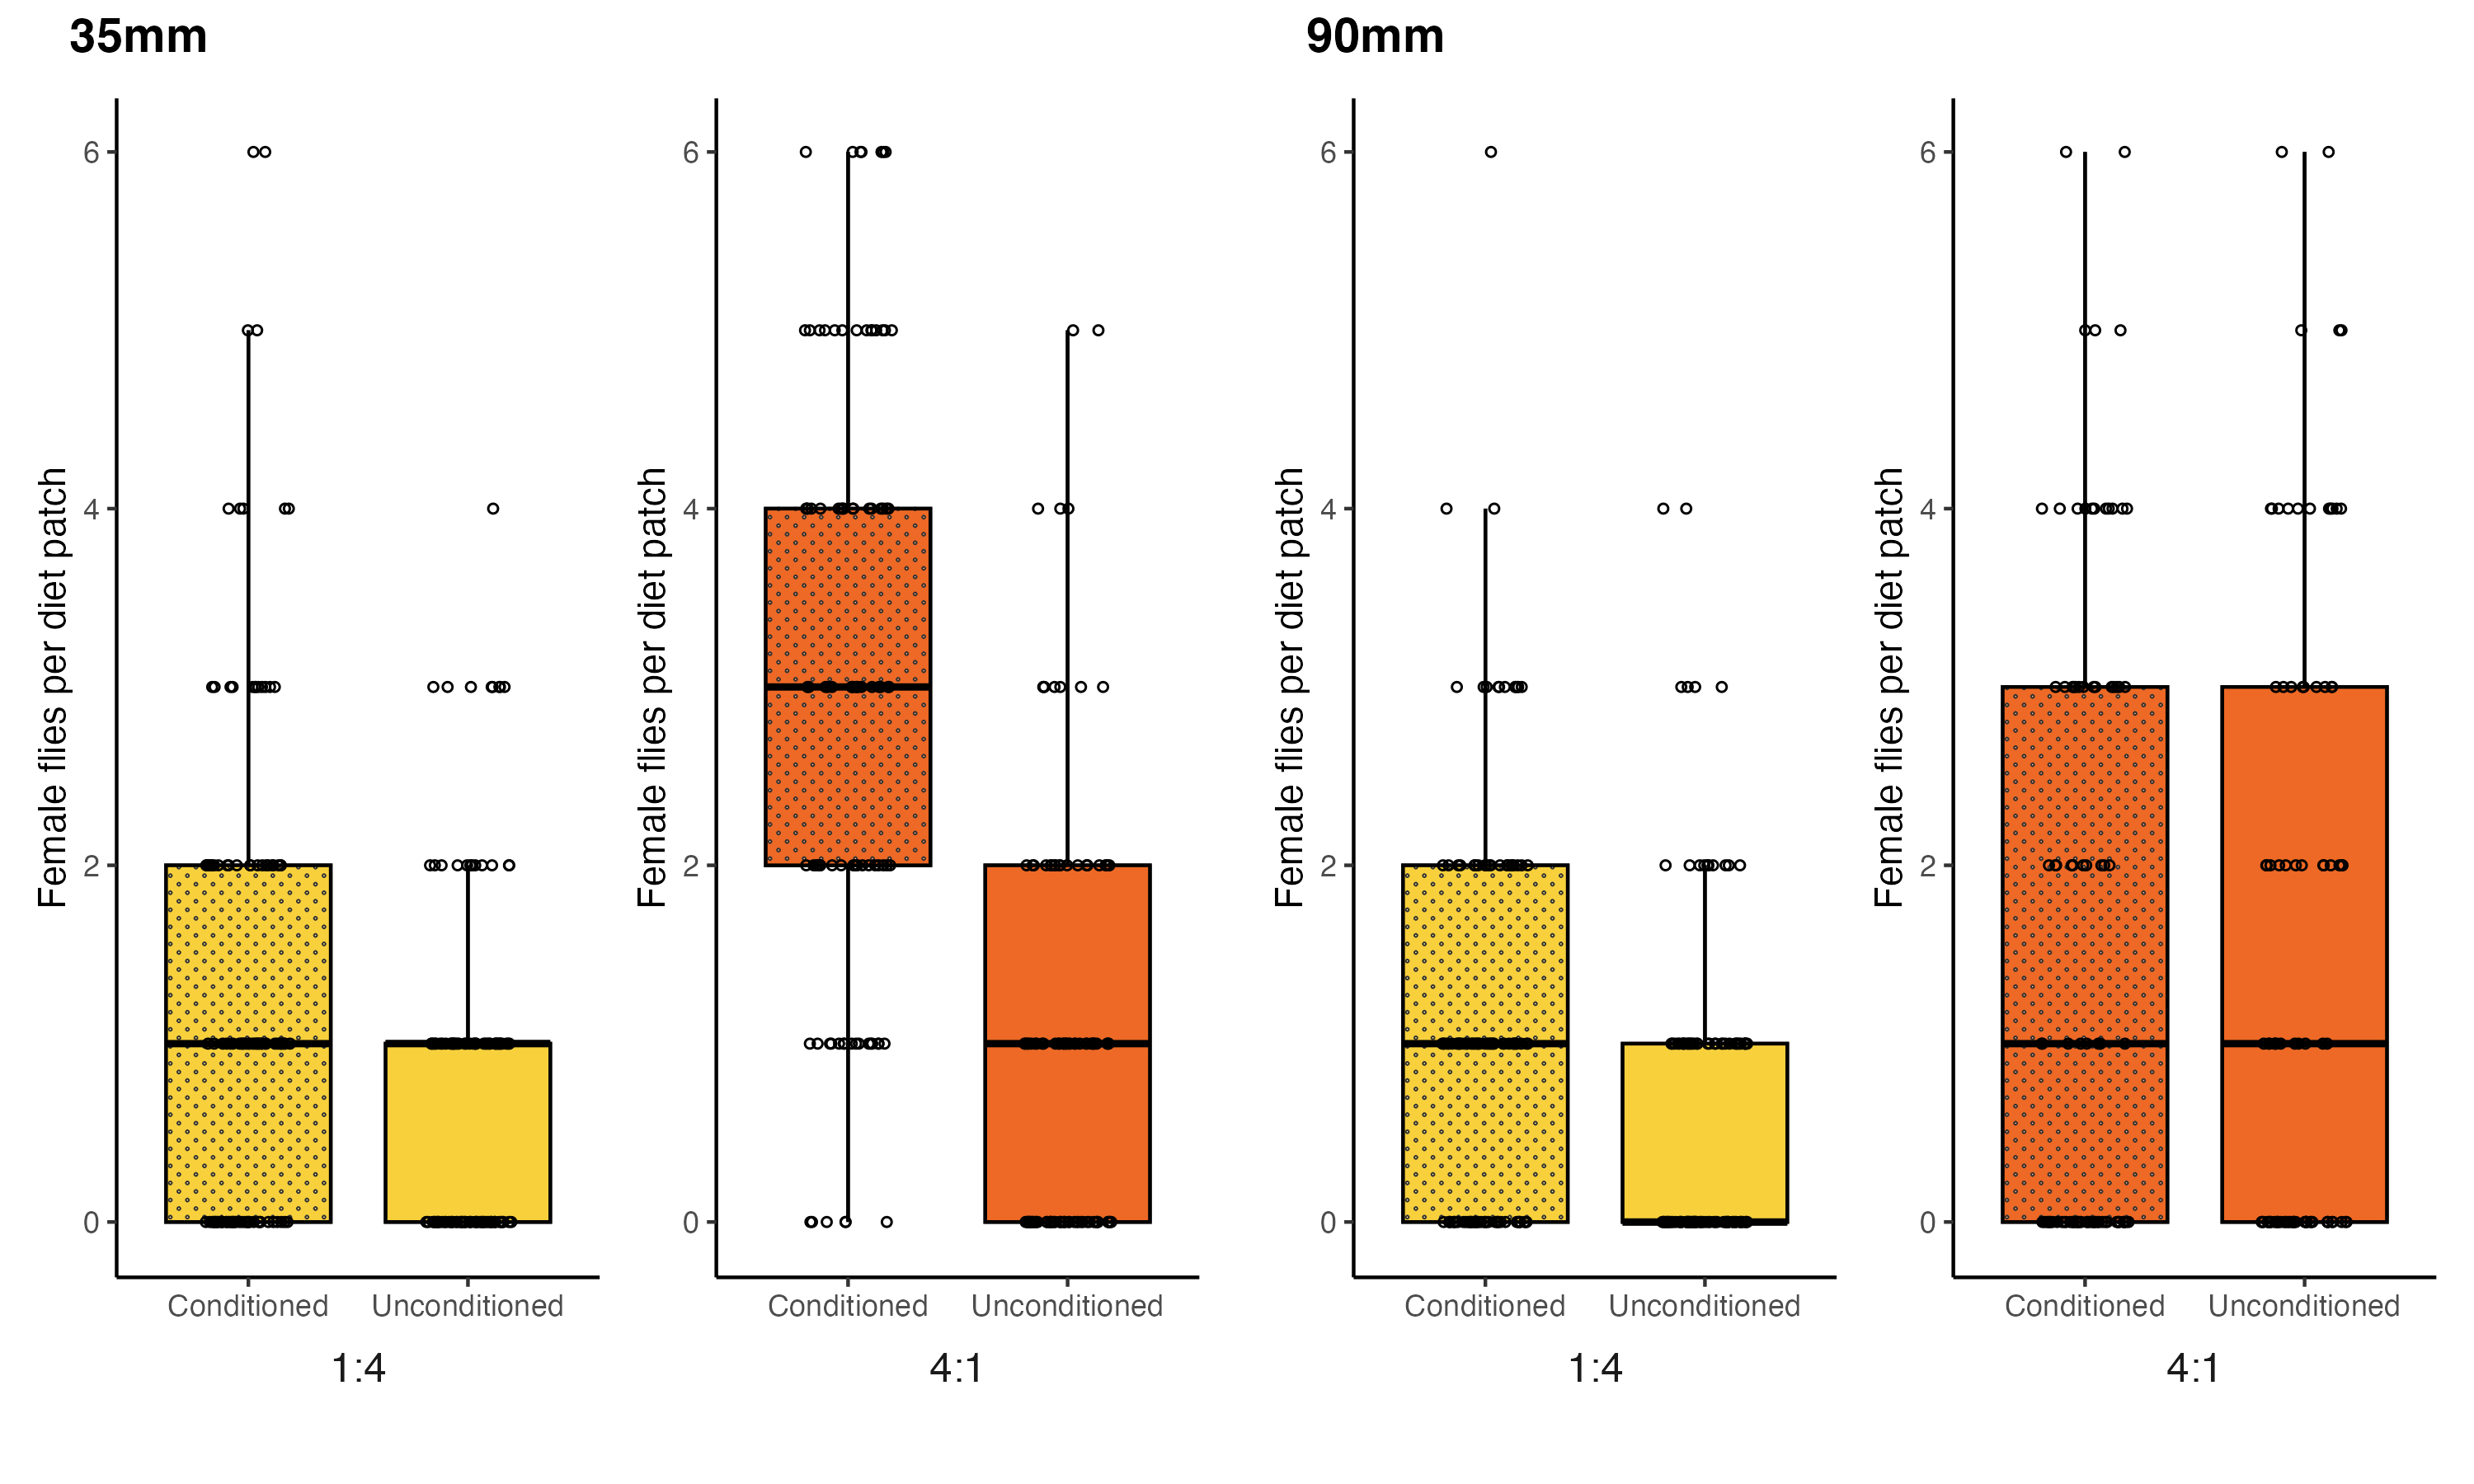 35mm
90mm
Female flies per diet patch
6
4
2
0
Conditioned Unconditioned
1:4
Female flies per diet patch
6
4
2
0
Conditioned Unconditioned
4:1
Female flies per diet patch
6
4
2
0
Conditioned Unconditioned
1:4
Female flies per diet patch
6
4
2
0
Conditioned Unconditioned
4:1